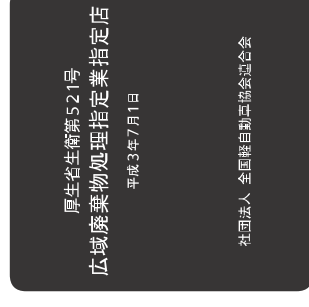 厚生省生衛第521号
広域廃棄物処理指定業指定店
平成3年7月1日
社団法人 全国軽自動車協会連合会